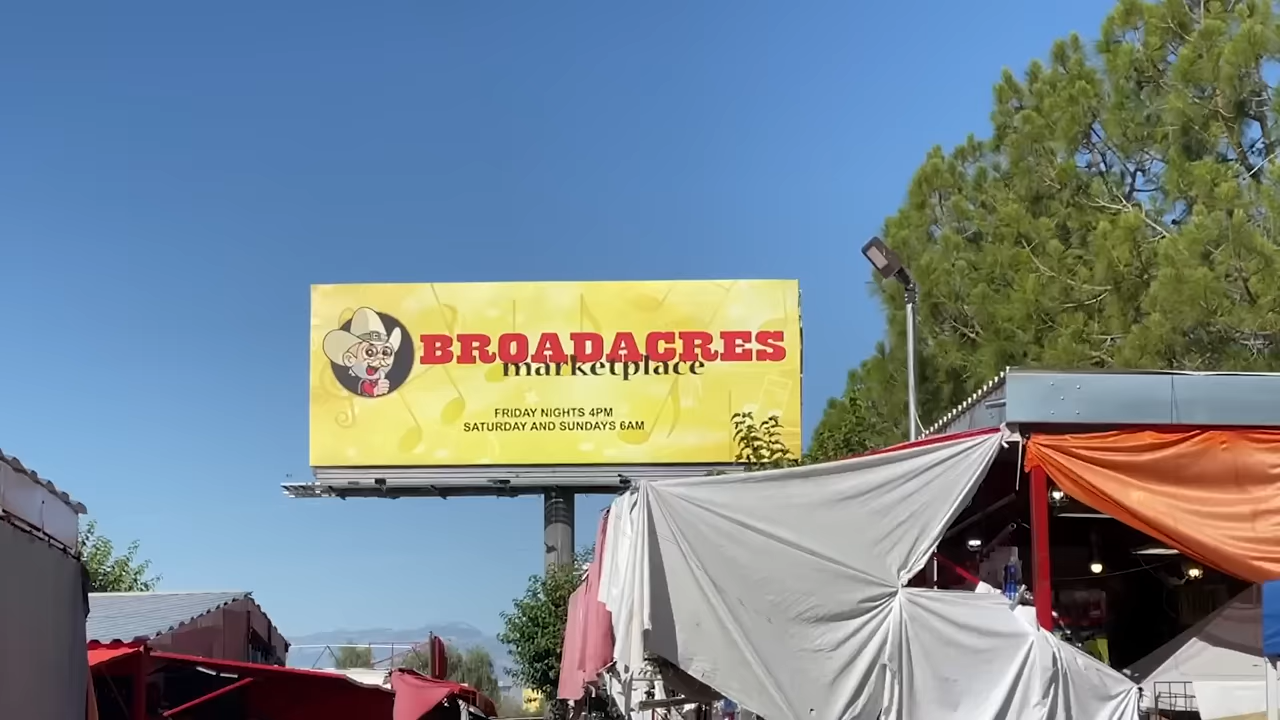 BROADACRES
marketplace
FRIDAY NIGHTS 4PM
SATURDAY AND SUNDAYS 6AM